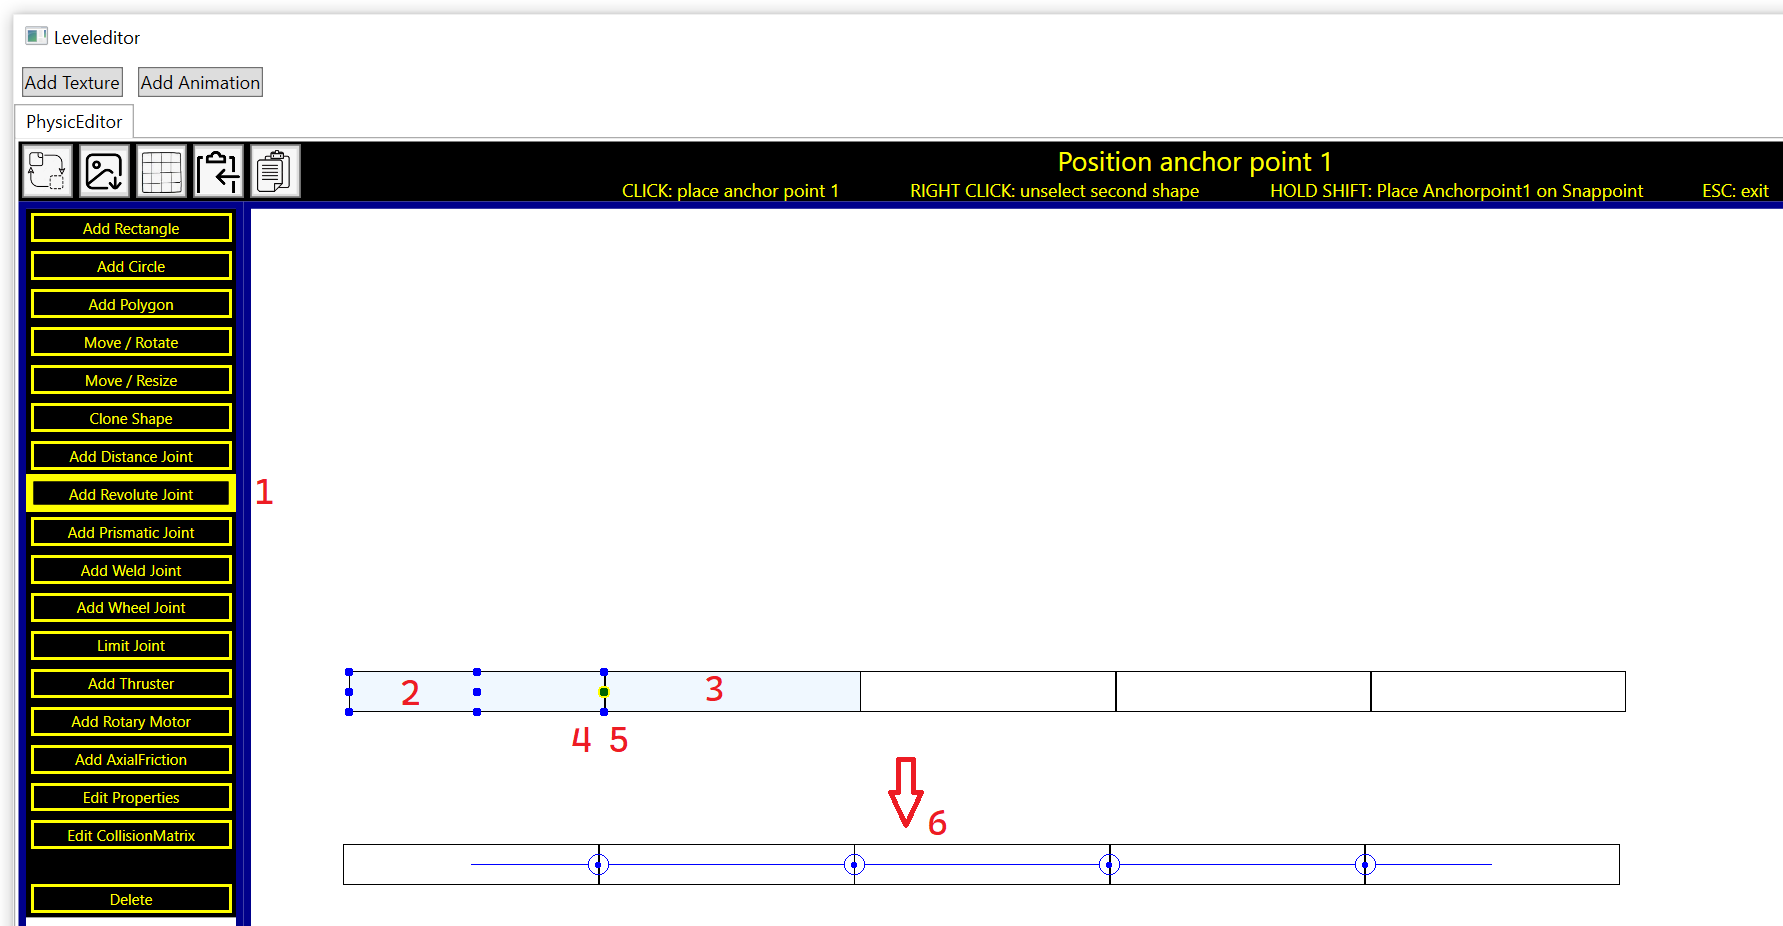 Leveleditor
Add Texture Add Animation
PhysicEditor
Position anchor point 1
CLICK: place anchor point 1 RIGHT CLICK: unselect second shape HOLD SHIFT: Place Anchorpoint1 on Snappoint ESC: exit
Add Rectangle
Add Circle
Add Polygon
Move / Rotate
Move / Resize
Clone Shape
Add Distance Joint
Add Revolute Joint 1
Add Prismatic Joint
Add Weld Joint
Add Wheel Joint
Limit Joint
Add Thruster
Add Rotary Motor
Add AxialFriction
Edit Properties
Edit CollisionMatrix
Delete
2 3
4 5
6